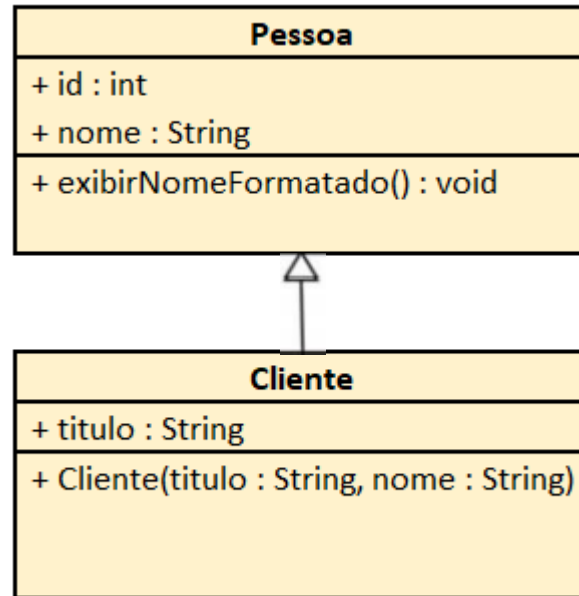 Pessoa
+ id : int
+ nome : String
+ exibirNomeFormatado() : void
Cliente
+ titulo : String
+ Cliente(titulo : String, nome : String)